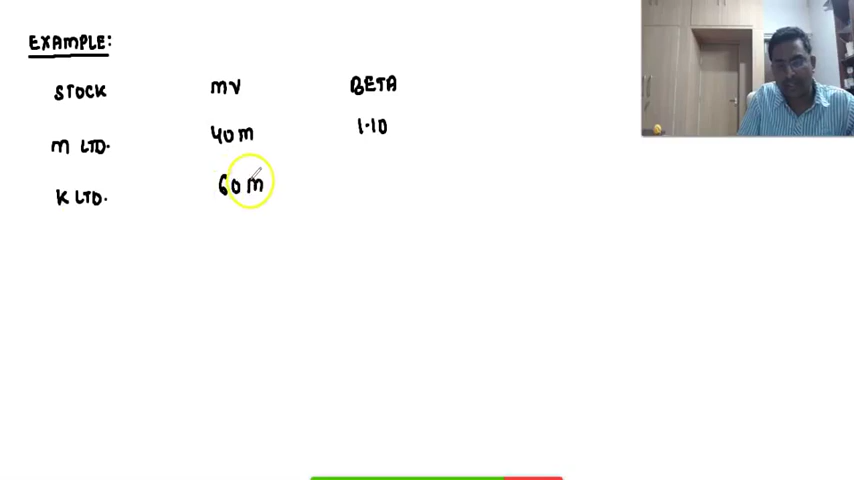 EXAMPLE:
STOCK MV BETA
M LTD. 40M 1.10
K LTD. 60M